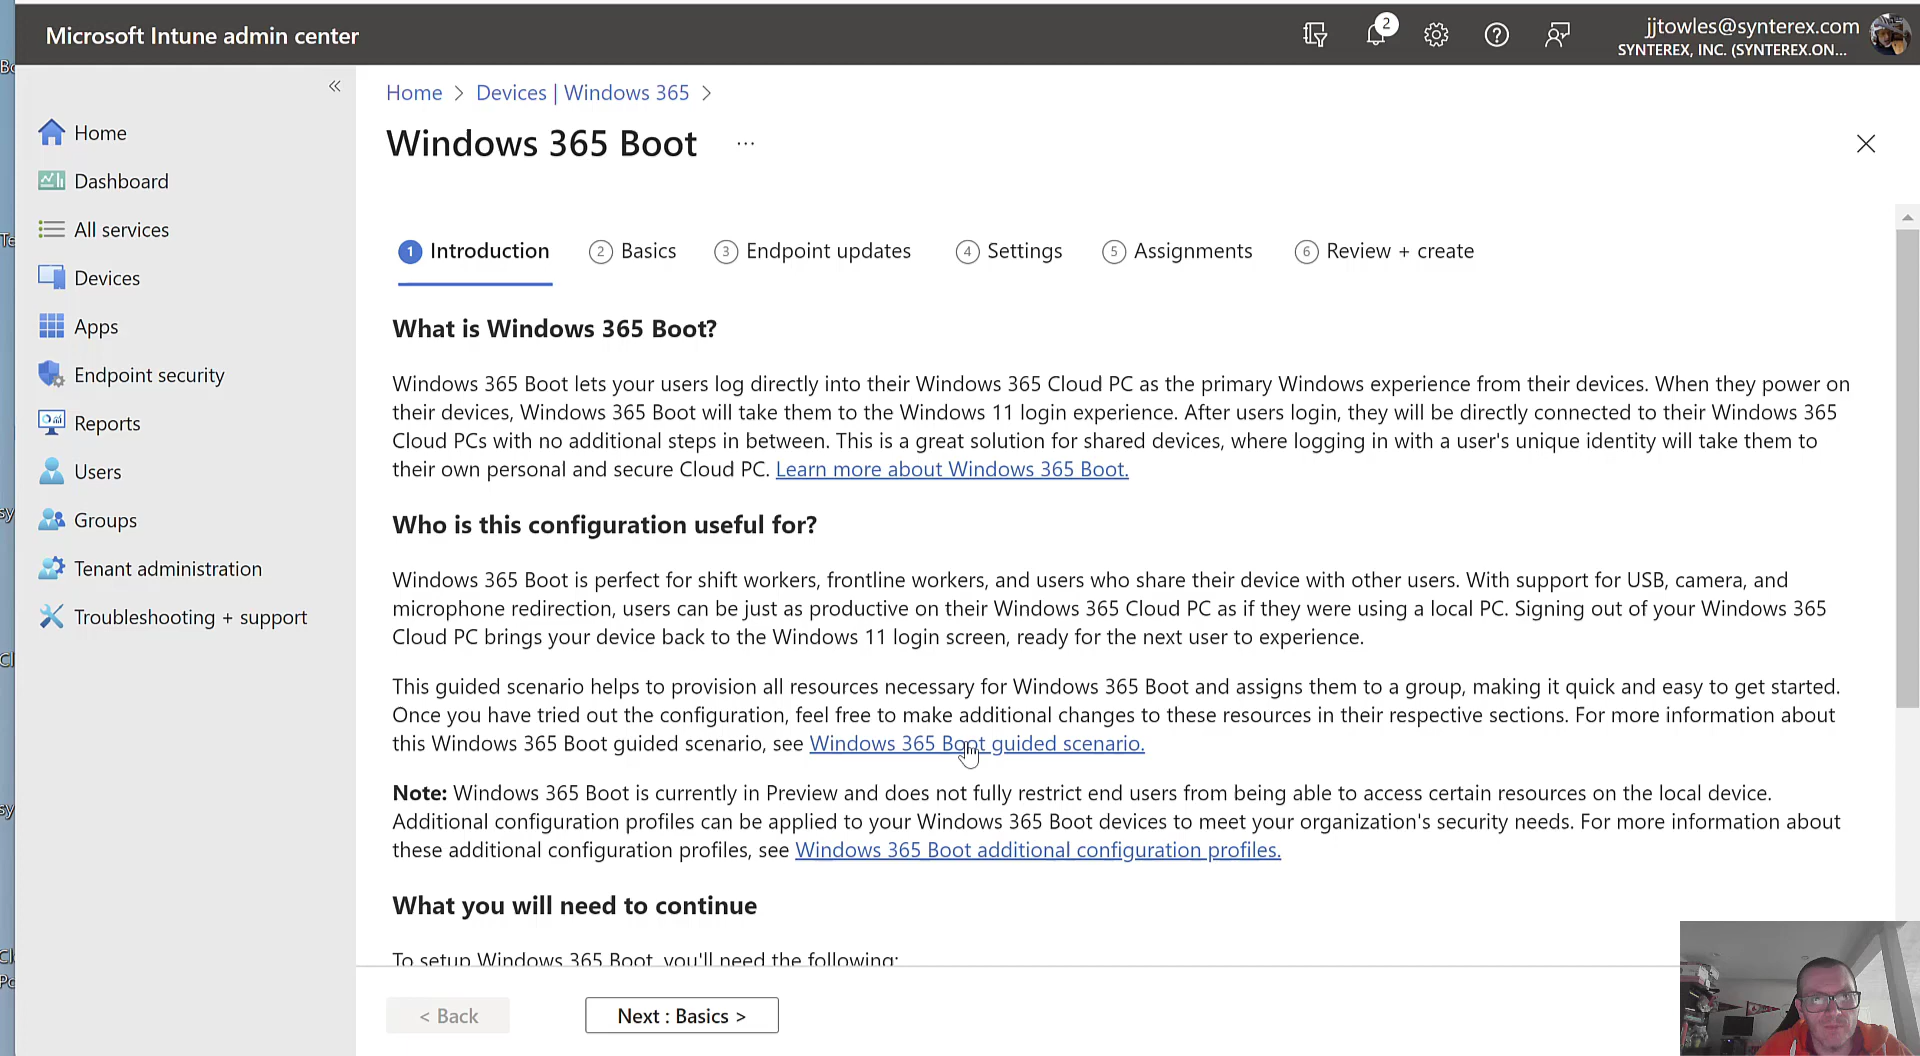 Microsoft Intune admin center
2
jjtowles@synterex.com
SYNTEREX, INC. (SYNTEREX.ON...
«
Home
Dashboard
All services
Devices
Apps
Endpoint security
Reports
Users
Groups
Tenant administration
Troubleshooting + support
Home > Devices | Windows 365 >
Windows 365 Boot ...
1 Introduction
2 Basics
3 Endpoint updates
4 Settings
5 Assignments
6 Review + create
What is Windows 365 Boot?
Windows 365 Boot lets your users log directly into their Windows 365 Cloud PC as the primary Windows experience from their devices. When they power on
their devices, Windows 365 Boot will take them to the Windows 11 login experience. After users login, they will be directly connected to their Windows 365
Cloud PCs with no additional steps in between. This is a great solution for shared devices, where logging in with a user's unique identity will take them to
their own personal and secure Cloud PC. Learn more about Windows 365 Boot.
Who is this configuration useful for?
Windows 365 Boot is perfect for shift workers, frontline workers, and users who share their device with other users. With support for USB, camera, and
microphone redirection, users can be just as productive on their Windows 365 Cloud PC as if they were using a local PC. Signing out of your Windows 365
Cloud PC brings your device back to the Windows 11 login screen, ready for the next user to experience.
This guided scenario helps to provision all resources necessary for Windows 365 Boot and assigns them to a group, making it quick and easy to get started.
Once you have tried out the configuration, feel free to make additional changes to these resources in their respective sections. For more information about
this Windows 365 Boot guided scenario, see Windows 365 Boot guided scenario.
Note: Windows 365 Boot is currently in Preview and does not fully restrict end users from being able to access certain resources on the local device.
Additional configuration profiles can be applied to your Windows 365 Boot devices to meet your organization's security needs. For more information about
these additional configuration profiles, see Windows 365 Boot additional configuration profiles.
What you will need to continue
To setup Windows 365 Boot, you'll need the following:
< Back
Next : Basics >